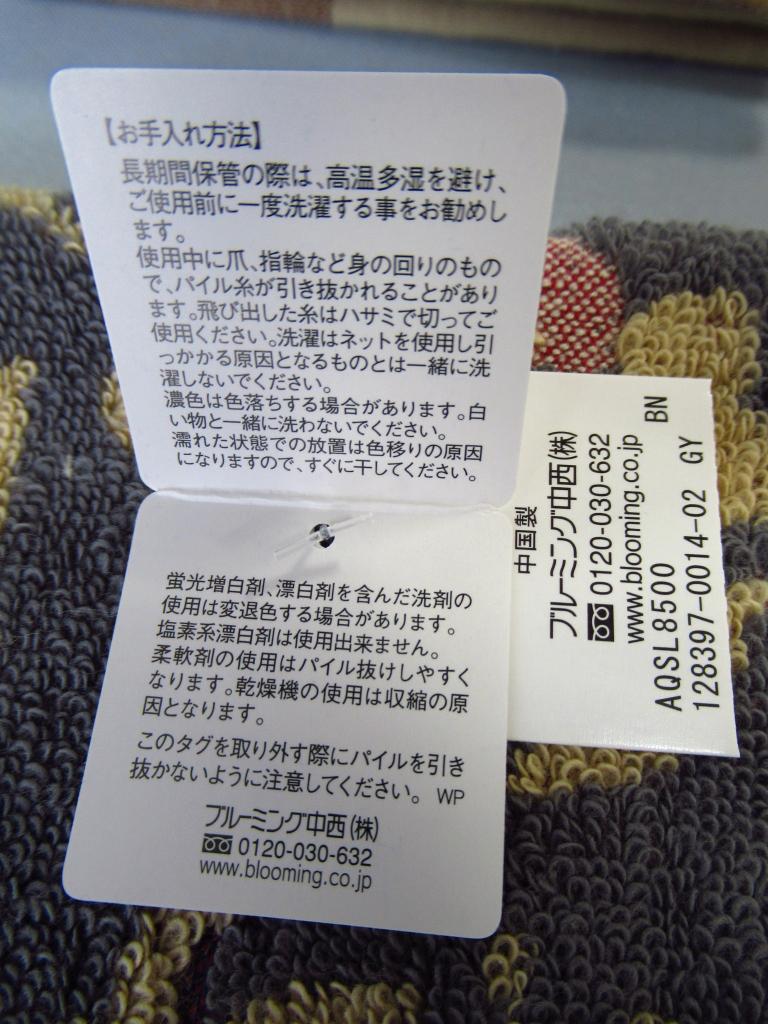 【お手入れ方法】
長期間保管の際は、高温多湿を避け、
ご使用前に一度洗濯する事をお勧めし
ます。
使用中に爪、指輪など身の回りのもの
で、パイル糸が引き抜かれることがあり
ます。飛び出した糸はハサミで切ってご
使用ください。洗濯はネットを使用し引
っかかる原因となるものとは一緒に洗
濯しないでください。
濃色は色落ちする場合があります。白
い物と一緒に洗わないでください。
濡れた状態での放置は色移りの原因
になりますので、すぐに干してください。
蛍光増白剤、漂白剤を含んだ洗剤の
使用は変退色する場合があります。
塩素系漂白剤は使用出来ません。
柔軟剤の使用はパイル抜けしやすく
なります。乾燥機の使用は収縮の原
因となります。
このタグを取り外す際にパイルを引き
抜かないように注意してください。 WP
ブルーミング中西(株)
0120-030-632
www.blooming.co.jp
中国製
ブルーミング中西(株)
0120-030-632
www.blooming.co.jp BN
AQSL8500
128397-0014-02 GY